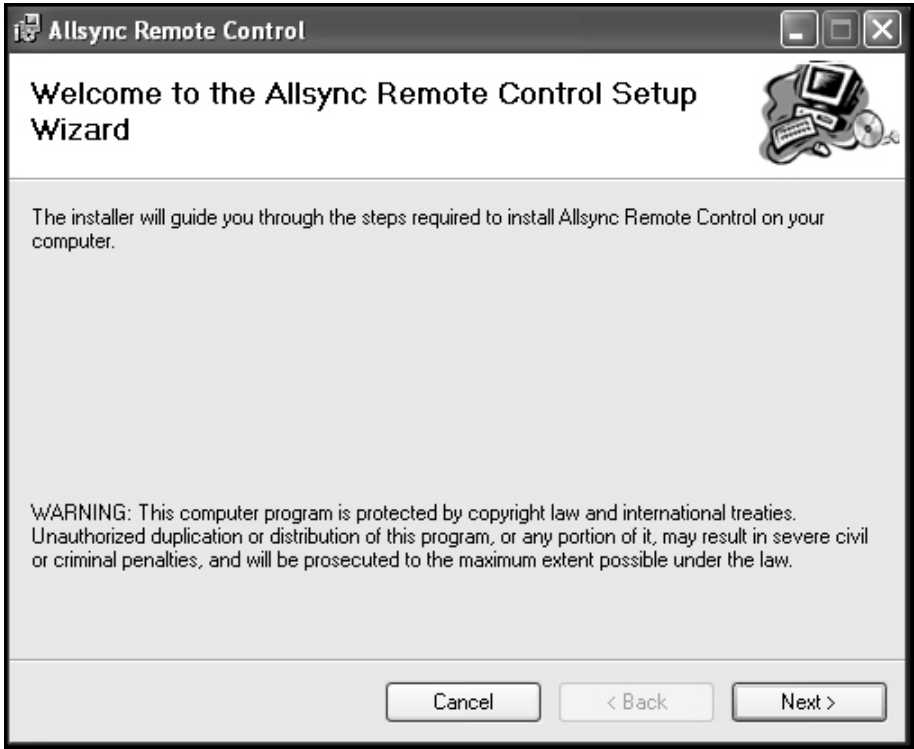 Allsync Remote Control
Welcome to the Allsync Remote Control Setup
Wizard
The installer will guide you through the steps required to install Allsync Remote Control on your
computer.
WARNING: This computer program is protected by copyright law and international treaties.
Unauthorized duplication or distribution of this program, or any portion of it, may result in severe civil
or criminal penalties, and will be prosecuted to the maximum extent possible under the law.
Cancel
< Back
Next >